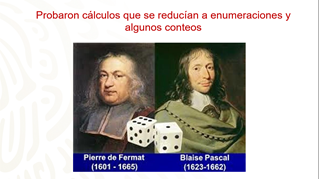 Probaron cálculos que se reducían a enumeraciones y
algunos conteos
Pierre de Fermat
(1601 - 1665)
Blaise Pascal
(1623-1662)